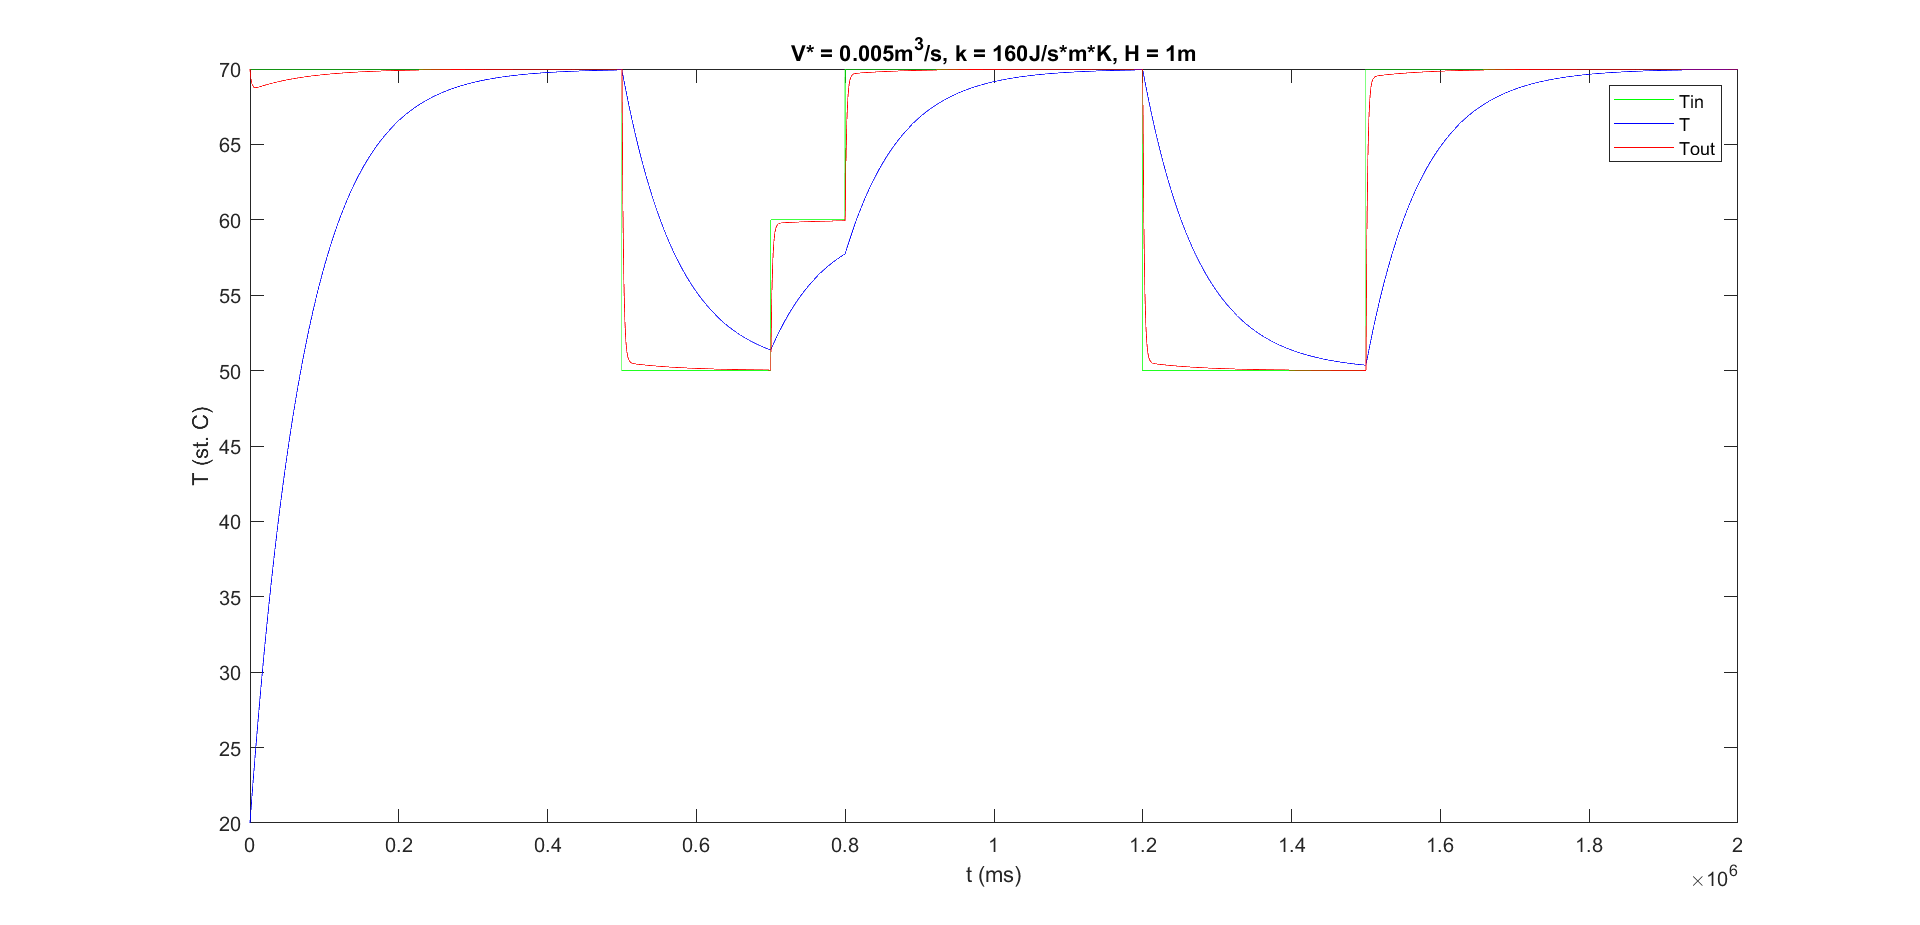 V* = 0.005m³/s, k = 160J/s*m*K, H = 1m
70
65
60
55
50
45
40
35
30
25
20
T (st. C)
Tin
T
Tout
0 0.2 0.4 0.6 0.8 1 1.2 1.4 1.6 1.8 2
t (ms)
×10⁶